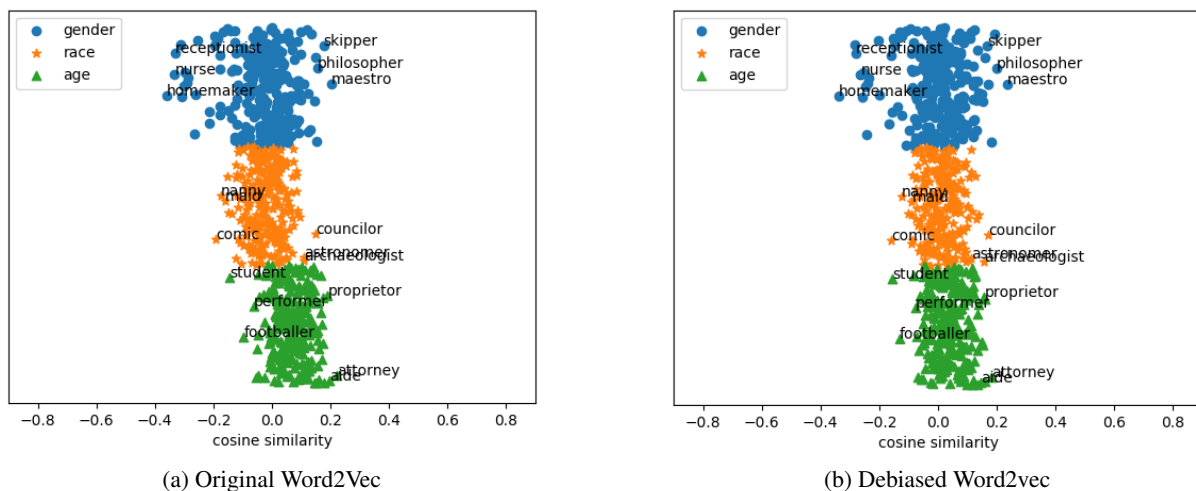 gender
race
age
receptionist
skipper
nurse
philosopher
maestro
homemaker
nanny
maid
comic
councilor
astronomer
archaeologist
student
proprietor
performer
footballer
attorney
aide
−0.8 −0.6 −0.4 −0.2 0.0 0.2 0.4 0.6 0.8
cosine similarity
(a) Original Word2Vec
gender
race
age
receptionist
skipper
nurse
philosopher
maestro
homemaker
nanny
maid
comic
councilor
astronomer
archaeologist
student
proprietor
performer
footballer
attorney
aide
−0.8 −0.6 −0.4 −0.2 0.0 0.2 0.4 0.6 0.8
cosine similarity
(b) Debiased Word2vec